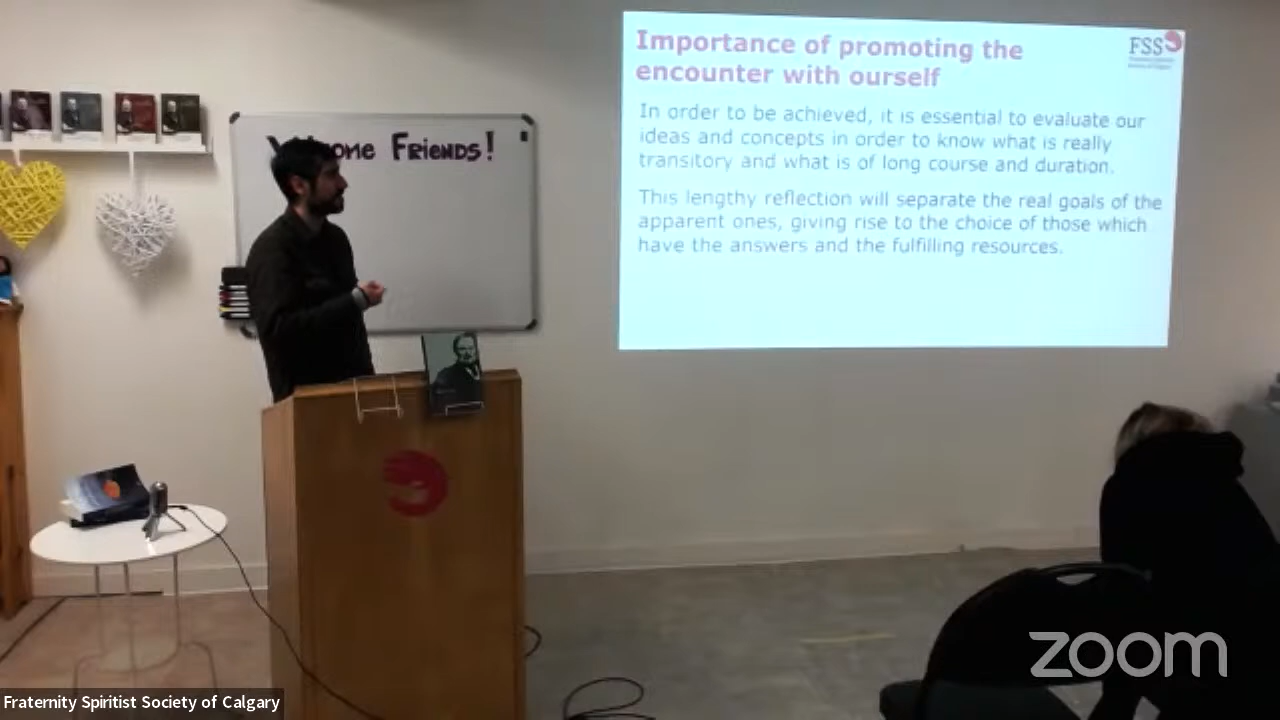 Importance of promoting the
encounter with ourself
FSS
In order to be achieved, it is essential to evaluate our
ideas and concepts in order to know what is really
transitory and what is of long course and duration.
This lengthy reflection will separate the real goals of the
apparent ones, giving rise to the choice of those which
have the answers and the fulfilling resources.
Friends!
zoom
Fraternity Spiritist Society of Calgary